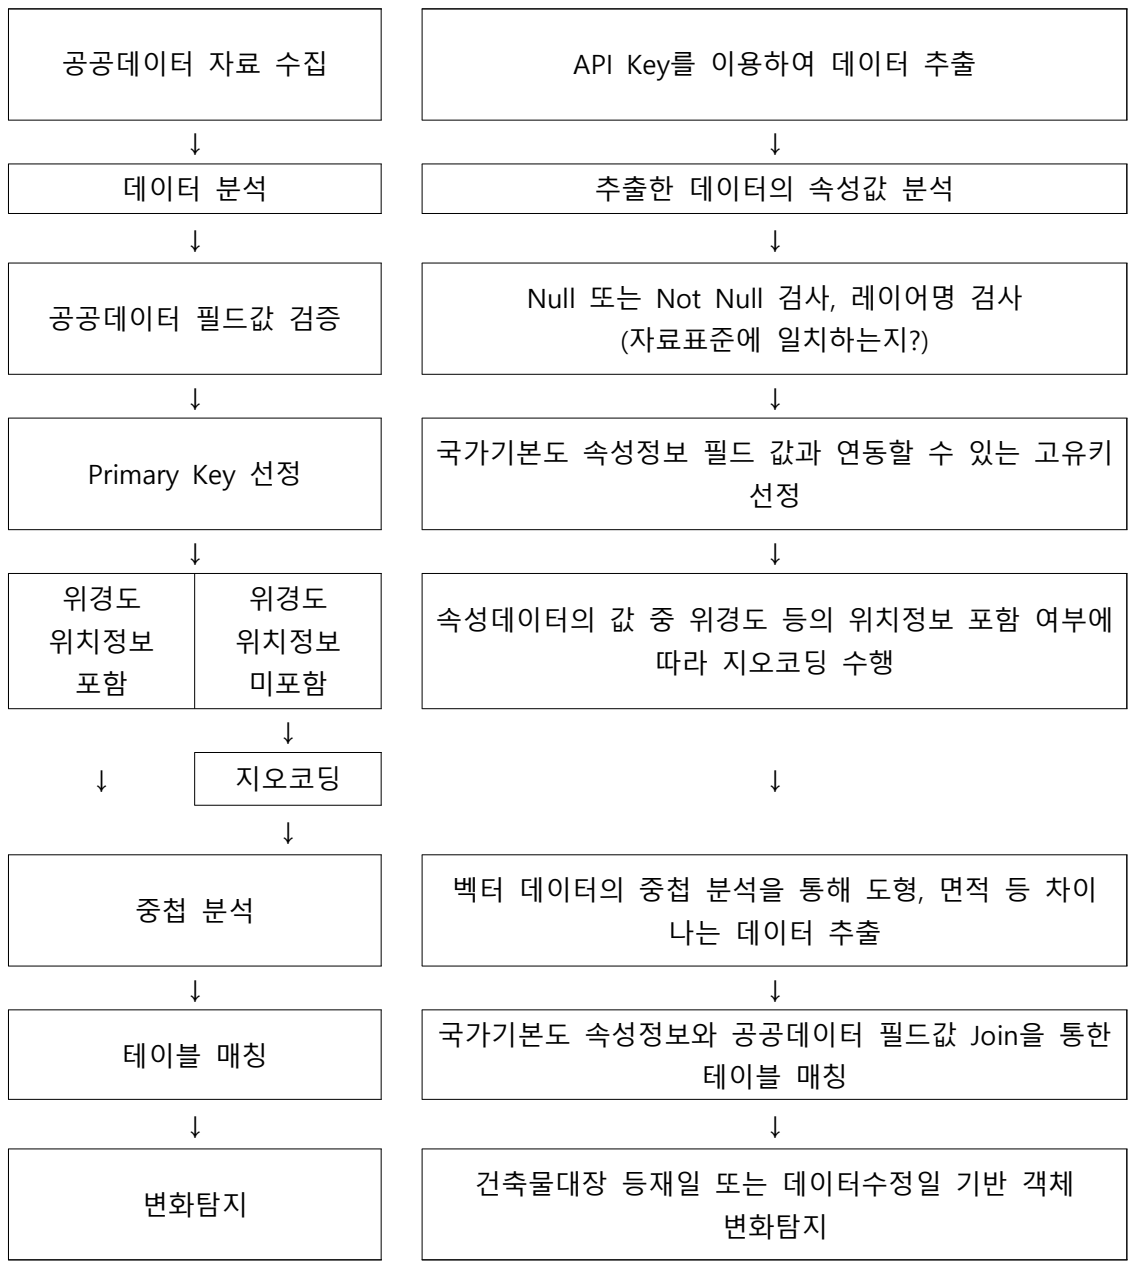 공공데이터 자료 수집
API Key를 이용하여 데이터 추출
↓
↓
데이터 분석
추출한 데이터의 속성값 분석
↓
↓
공공데이터 필드값 검증
Null 또는 Not Null 검사, 레이어명 검사
(자료표준에 일치하는지?)
↓
↓
Primary Key 선정
국가기본도 속성정보 필드 값과 연동할 수 있는 고유키
선정
↓
↓
위경도
위치정보
포함
위경도
위치정보
미포함
속성데이터의 값 중 위경도 등의 위치정보 포함 여부에
따라 지오코딩 수행
↓
↓
지오코딩
↓
↓
중첩 분석
벡터 데이터의 중첩 분석을 통해 도형, 면적 등 차이
나는 데이터 추출
↓
↓
테이블 매칭
국가기본도 속성정보와 공공데이터 필드값 Join을 통한
테이블 매칭
↓
↓
변화탐지
건축물대장 등재일 또는 데이터수정일 기반 객체
변화탐지